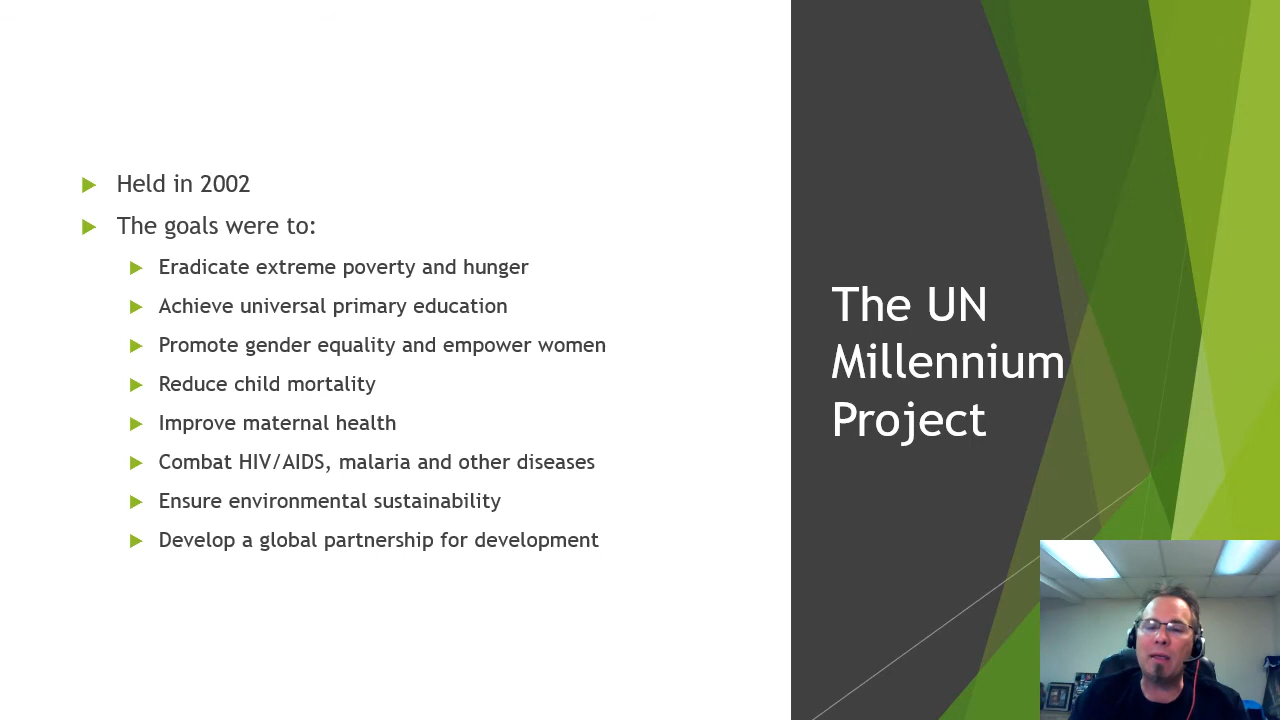 Held in 2002
The goals were to:
Eradicate extreme poverty and hunger
Achieve universal primary education
Promote gender equality and empower women
Reduce child mortality
Improve maternal health
Combat HIV/AIDS, malaria and other diseases
Ensure environmental sustainability
Develop a global partnership for development
The UN
Millennium
Project